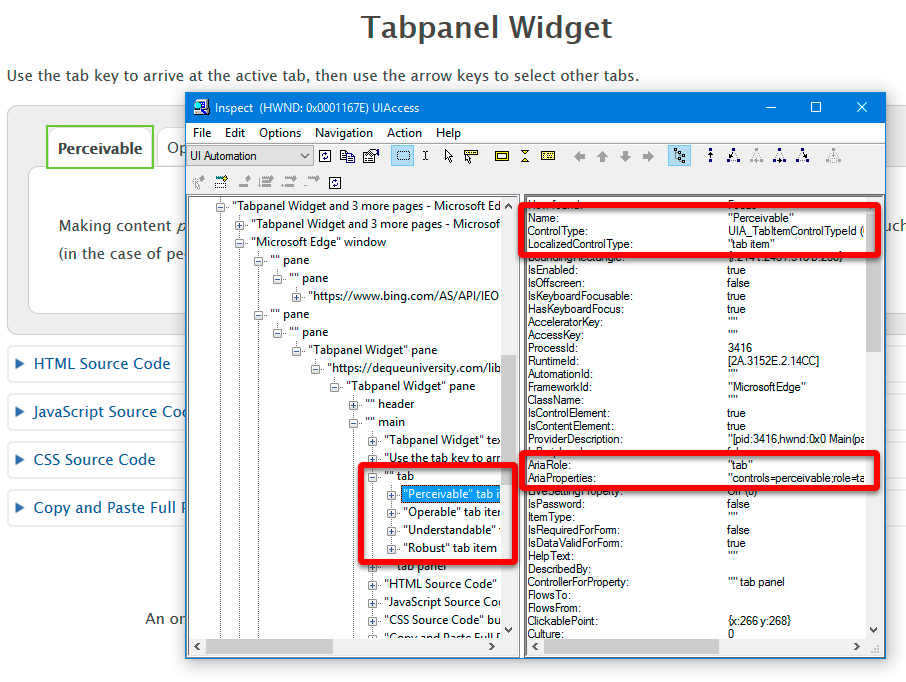 Tabpanel Widget
Use the tab key to arrive at the active tab, then use the arrow keys to select other tabs.
Perceivable
Op
Making content p
(in the case of pe
uch
HTML Source Code
JavaScript Source Co
CSS Source Code
Copy and Paste Full
An on
Inspect (HWND: 0x0001167E) UIAccess
File Edit Options Navigation Action Help
UI Automation
"Tabpanel Widget and 3 more pages - Microsoft Ed
"Tabpanel Widget and 3 more pages - Microsof
"Microsoft Edge" window
"" pane
"" pane
"https://www.bing.com/AS/API/IEO
"" pane
"" pane
"Tabpanel Widget" pane
"https://dequeuniversity.com/lib
"Tabpanel Widget" pane
"" header
"" main
"Tabpanel Widget" tex
"Use the tab key to arr
"" tab
"Perceivable" tab i
"Operable" tab iter
"Understandable"
"Robust" tab item
"" tab panel
"HTML Source Code"
"JavaScript Source Co
"CSS Source Code" bu
"Copy and Paste Full F
How found: Focus
Name: "Perceivable"
ControlType: UIA_TabItemControlTypeId (
LocalizedControlType: "tab item"
BoundingRectangle:
IsEnabled: true
IsOffscreen: false
IsKeyboardFocusable: true
HasKeyboardFocus: true
AcceleratorKey: ""
AccessKey: ""
ProcessId: 3416
RuntimeId: [2A.3152E.2.14CC]
AutomationId: ""
FrameworkId: "MicrosoftEdge"
ClassName: ""
IsControlElement: true
IsContentElement: true
ProviderDescription: "[pid:3416,hwnd:0x0 Main(pa
AriaRole: "tab"
AriaProperties: "controls=perceivable;role=ta
LiveSettingProperty: Off (0)
IsPassword: false
ItemType: ""
IsRequiredForForm: false
IsDataValidForForm: true
HelpText: ""
DescribedBy:
ControllerForProperty: "" tab panel
FlowsTo:
FlowsFrom:
ClickablePoint: {x:266 y:268}
Culture: 0